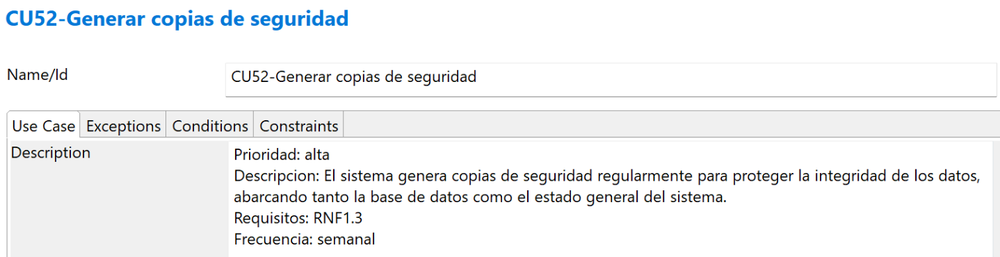 CU52-Generar copias de seguridad
Name/Id
CU52-Generar copias de seguridad
Use Case Exceptions Conditions Constraints
Description
Prioridad: alta
Descripcion: El sistema genera copias de seguridad regularmente para proteger la integridad de los datos,
abarcando tanto la base de datos como el estado general del sistema.
Requisitos: RNF1.3
Frecuencia: semanal